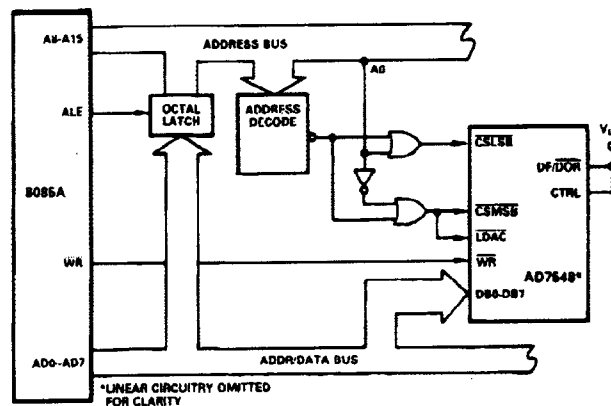 A8-A15
ADDRESS BUS
A0
ALE
OCTAL
LATCH
ADDRESS
DECODE
CSLSB
DF/DOR
CTRL
8085A
CSMSB
LDAC
WR
WR
AD7548*
DB0-DB7
AD0-AD7
ADDR/DATA BUS
*LINEAR CIRCUITRY OMITTED
FOR CLARITY